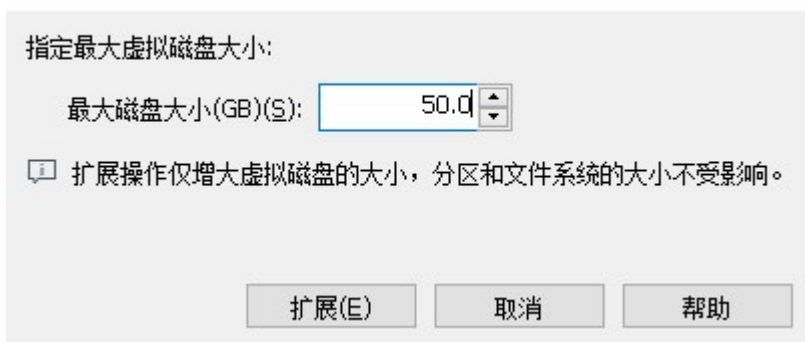 指定最大虚拟磁盘大小:
最大磁盘大小(GB)(S): 50.0
扩展操作仅增大虚拟磁盘的大小，分区和文件系统的大小不受影响。
扩展(E) 取消 帮助